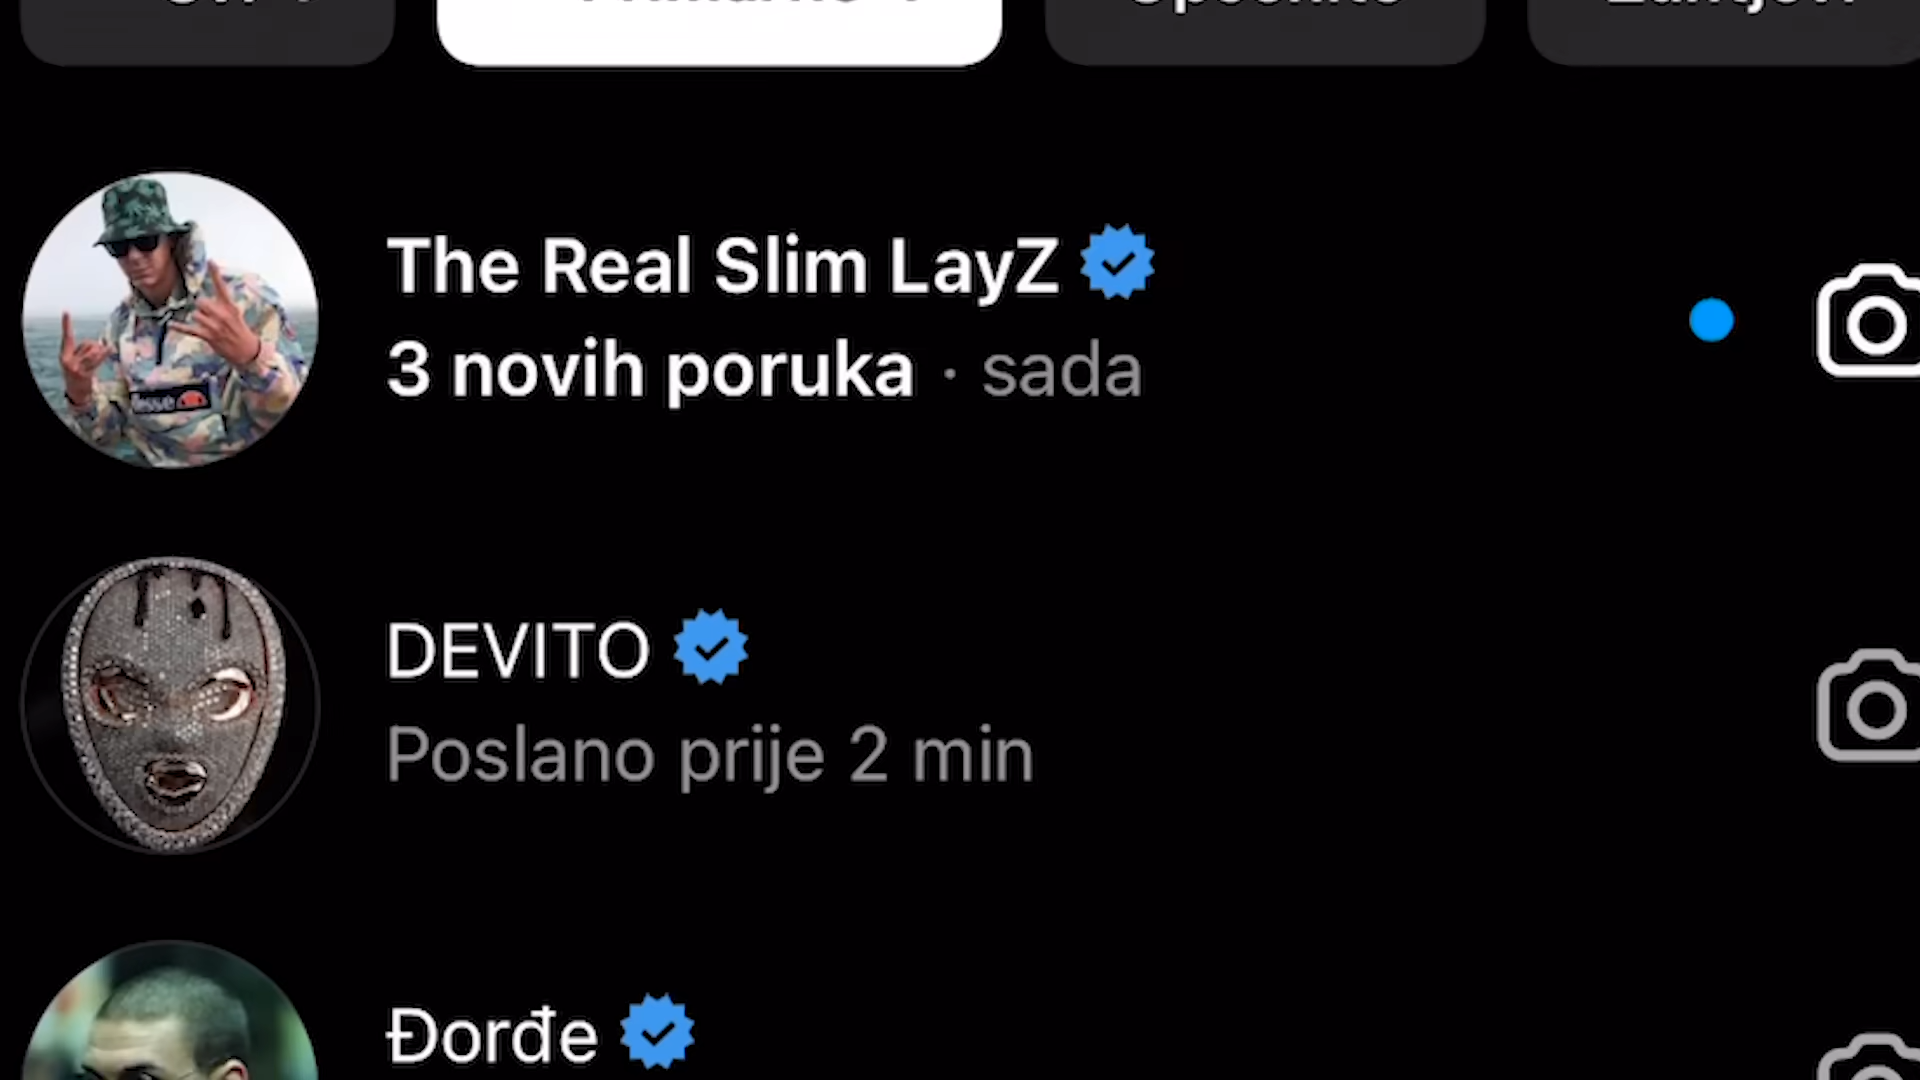 The Real Slim LayZ
3 novih poruka · sada
DEVITO
Poslano prije 2 min
Đorđe